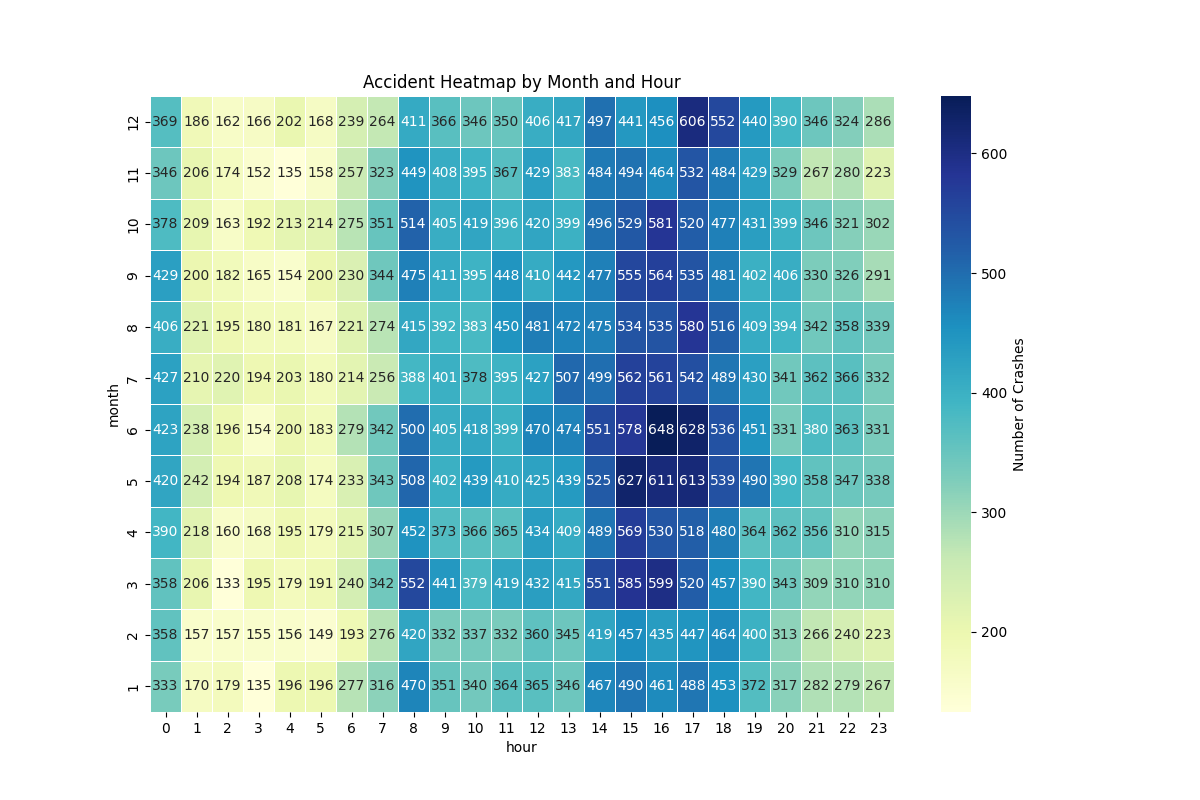 Accident Heatmap by Month and Hour
12 369 186 162 166 202 168 239 264 411 366 346 350 406 417 497 441 456 606 552 440 390 346 324 286
11 346 206 174 152 135 158 257 323 449 408 395 367 429 383 484 494 464 532 484 429 329 267 280 223
10 378 209 163 192 213 214 275 351 514 405 419 396 420 399 496 529 581 520 477 431 399 346 321 302
9 429 200 182 165 154 200 230 344 475 411 395 448 410 442 477 555 564 535 481 402 406 330 326 291
8 406 221 195 180 181 167 221 274 415 392 383 450 481 472 475 534 535 580 516 409 394 342 358 339
7 427 210 220 194 203 180 214 256 388 401 378 395 427 507 499 562 561 542 489 430 341 362 366 332
6 423 238 196 154 200 183 279 342 500 405 418 399 470 474 551 578 648 628 536 451 331 380 363 331
5 420 242 194 187 208 174 233 343 508 402 439 410 425 439 525 627 611 613 539 490 390 358 347 338
4 390 218 160 168 195 179 215 307 452 373 366 365 434 409 489 569 530 518 480 364 362 356 310 315
3 358 206 133 195 179 191 240 342 552 441 379 419 432 415 551 585 599 520 457 390 343 309 310 310
2 358 157 157 155 156 149 193 276 420 332 337 332 360 345 419 457 435 447 464 400 313 266 240 223
1 333 170 179 135 196 196 277 316 470 351 340 364 365 346 467 490 461 488 453 372 317 282 279 267
0 1 2 3 4 5 6 7 8 9 10 11 12 13 14 15 16 17 18 19 20 21 22 23
hour
month
600
500
400
300
200
Number of Crashes